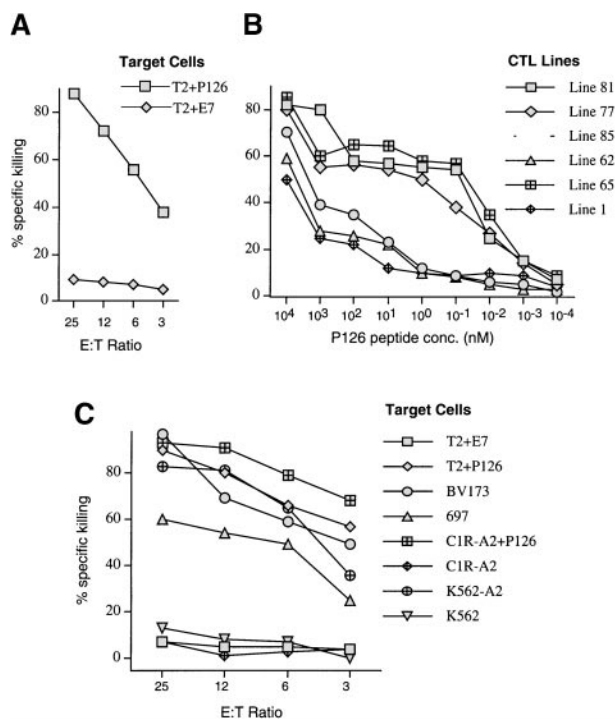 A
B
Target Cells
T2+P126
T2+E7
% specific killing
80
60
40
20
0
25 12 6 3
E:T Ratio
CTL Lines
Line 81
Line 77
Line 85
Line 62
Line 65
Line 1
% specific killing
80
60
40
20
0
10⁴ 10³ 10² 10¹ 10⁰ 10⁻¹ 10⁻² 10⁻³ 10⁻⁴
P126 peptide conc. (nM)
C
Target Cells
T2+E7
T2+P126
BV173
697
C1R-A2+P126
C1R-A2
K562-A2
K562
% specific killing
80
60
40
20
0
25 12 6 3
E:T Ratio